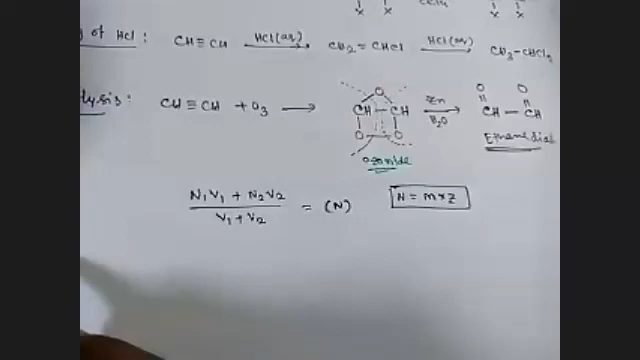 x x x x
of HCl: CH≡CH HCl(aq) CH2 = CHCl HCl(aq) CH3-CHCl2
lysis: CH≡CH + O3 → CH - CH Zn H2O CH - CH
O O O O O
ozonide Ethanedial
N1V1 + N2V2
V1 + V2
= (N) N = m×z